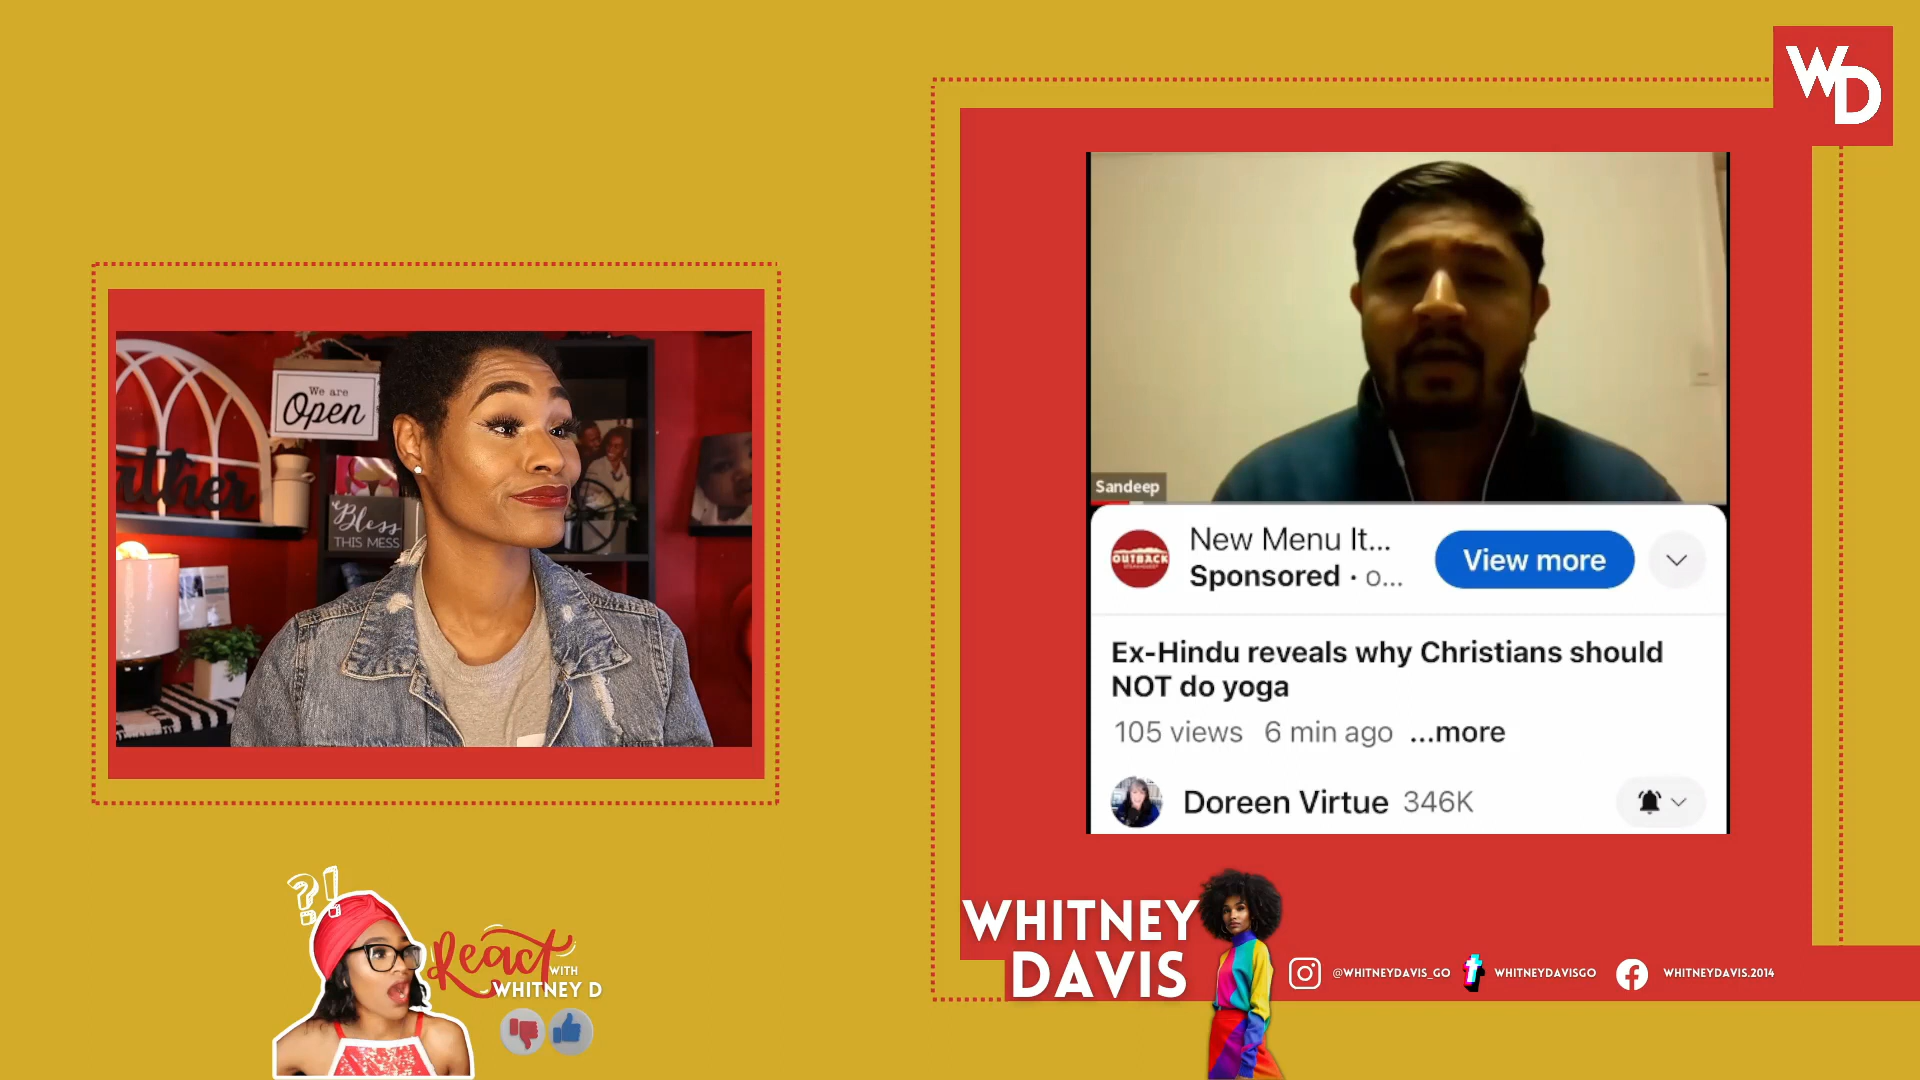 WD
We are
Open
ather
Bless
THIS MESS
Sandeep
OUTBACK
New Menu It...
Sponsored · o...
View more
Ex-Hindu reveals why Christians should
NOT do yoga
105 views 6 min ago ...more
Doreen Virtue 346K
?!
React
WITH
WHITNEY D
WHITNEY
DAVIS
@WHITNEYDAVIS_GO
WHITNEYDAVISGO
WHITNEYDAVIS.2014